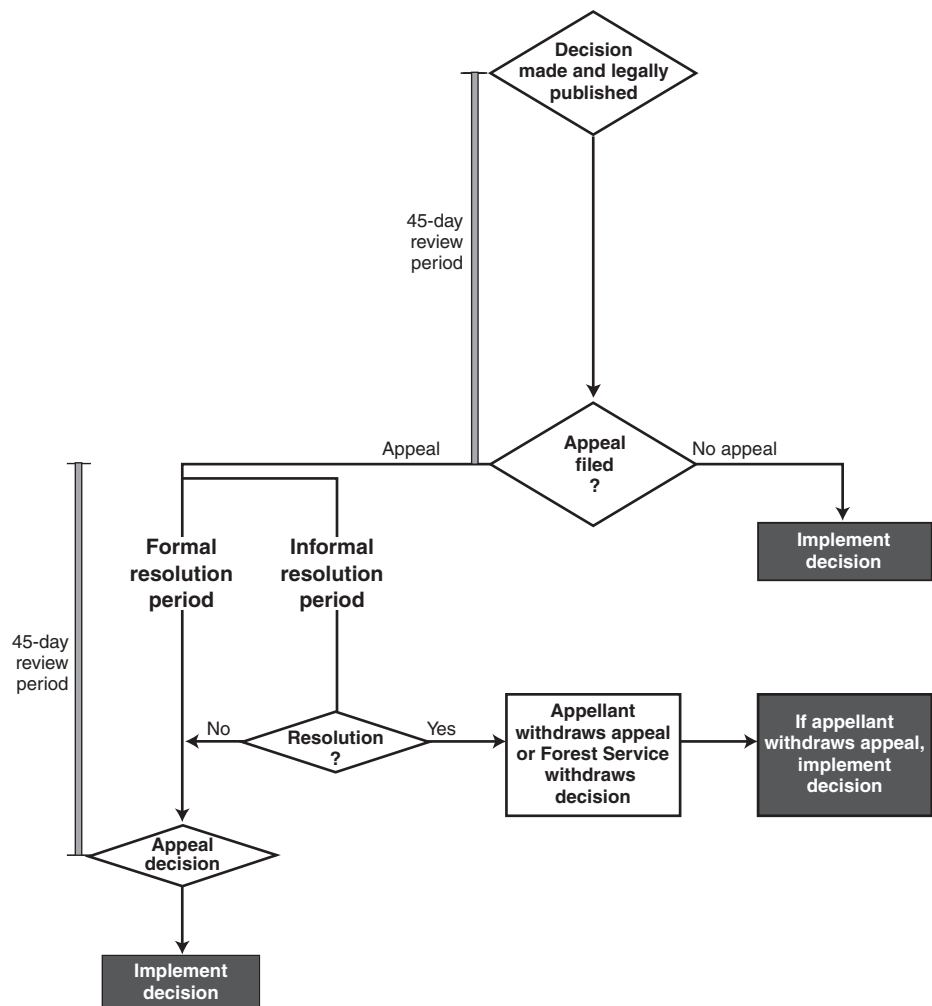 Decision
made and legally
published
45-day
review
period
Appeal
filed
?
Appeal
No appeal
Implement
decision
Formal
resolution
period
Informal
resolution
period
45-day
review
period
No
Resolution
?
Yes
Appellant
withdraws appeal
or Forest Service
withdraws
decision
If appellant
withdraws appeal,
implement
decision
Appeal
decision
Implement
decision